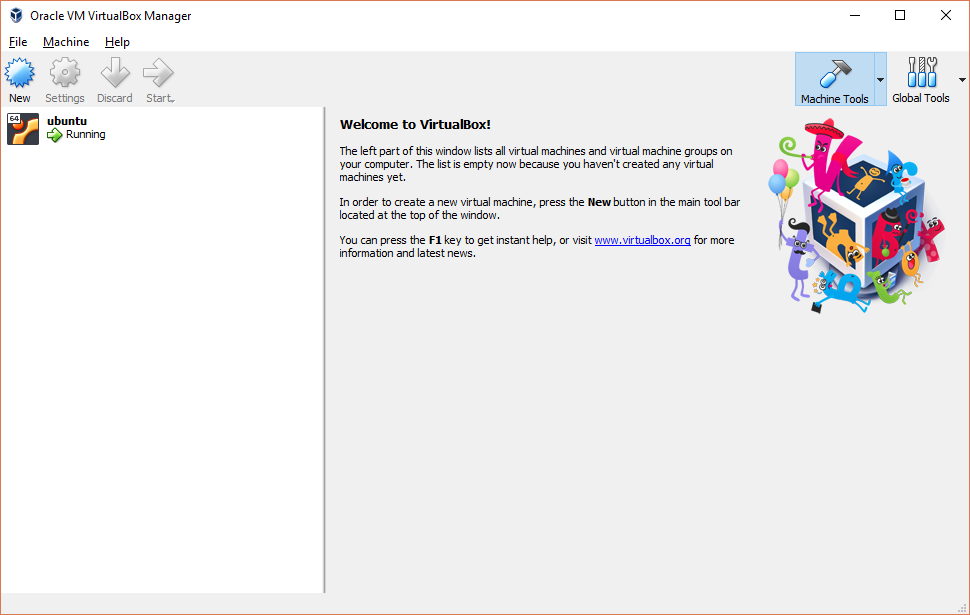 Oracle VM VirtualBox Manager
File Machine Help
New Settings Discard Start
Machine Tools Global Tools
64
ubuntu
Running
Welcome to VirtualBox!
The left part of this window lists all virtual machines and virtual machine groups on
your computer. The list is empty now because you haven't created any virtual
machines yet.
In order to create a new virtual machine, press the New button in the main tool bar
located at the top of the window.
You can press the F1 key to get instant help, or visit www.virtualbox.org for more
information and latest news.